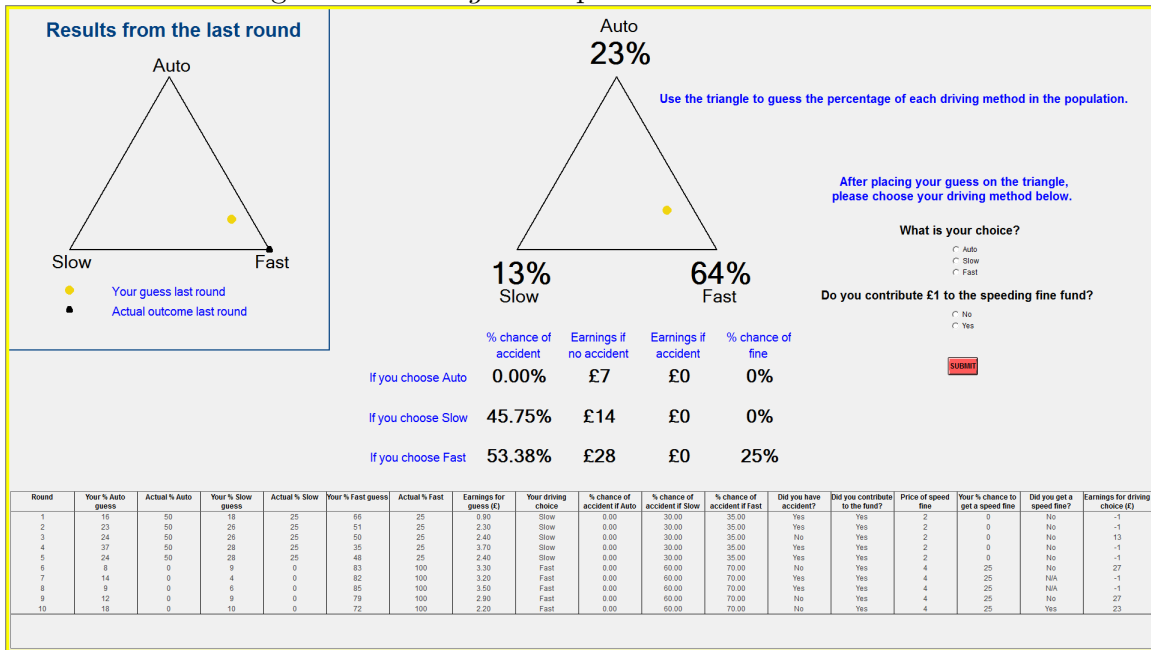 Results from the last round
Auto
Slow
Fast
Your guess last round
Actual outcome last round
Auto
23%
Use the triangle to guess the percentage of each driving method in the population.
13%
Slow
64%
Fast
After placing your guess on the triangle,
please choose your driving method below.
What is your choice?
Auto
Slow
Fast
Do you contribute £1 to the speeding fine fund?
No
Yes
SUBMIT
% chance of accident Earnings if no accident Earnings if accident % chance of fine
If you choose Auto 0.00% £7 £0 0%
If you choose Slow 45.75% £14 £0 0%
If you choose Fast 53.38% £28 £0 25%
Round Your % Auto guess Actual % Auto Your % Slow guess Actual % Slow Your % Fast guess Actual % Fast Earnings for guess (£) Your driving choice % chance of accident if Auto % chance of accident if Slow % chance of accident if Fast Did you have accident? Did you contribute to the fund? Price of speed fine Your % chance to get a speed fine Did you get a speed fine? Earnings for driving choice (£)
1 16 50 18 25 66 25 0.90 Slow 0.00 30.00 35.00 Yes Yes 2 0 No -1
2 23 50 26 25 51 25 2.30 Slow 0.00 30.00 35.00 Yes Yes 2 0 No -1
3 24 50 26 25 50 25 2.40 Slow 0.00 30.00 35.00 No Yes 2 0 No 13
4 37 50 28 25 35 25 3.70 Slow 0.00 30.00 35.00 Yes Yes 2 0 No -1
5 24 50 28 25 48 25 2.40 Slow 0.00 30.00 35.00 Yes Yes 2 0 No -1
6 8 0 9 0 83 100 3.30 Fast 0.00 60.00 70.00 No Yes 4 25 No 27
7 14 0 4 0 82 100 3.20 Fast 0.00 60.00 70.00 Yes Yes 4 25 N/A -1
8 9 0 6 0 85 100 3.50 Fast 0.00 60.00 70.00 Yes Yes 4 25 N/A -1
9 12 0 9 0 79 100 2.90 Fast 0.00 60.00 70.00 No Yes 4 25 No 27
10 18 0 10 0 72 100 2.20 Fast 0.00 60.00 70.00 No Yes 4 25 Yes 23